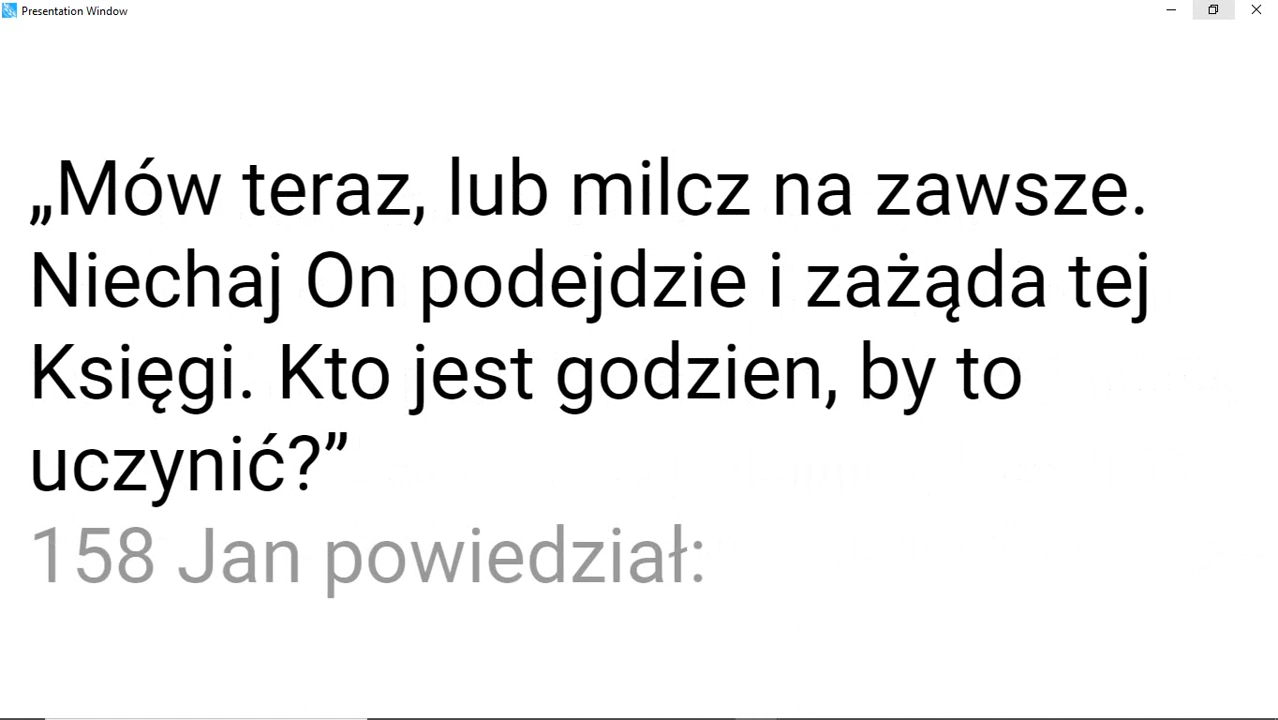 Presentation Window
„Mów teraz, lub milcz na zawsze.
Niechaj On podejdzie i zażąda tej
Księgi. Kto jest godzien, by to
uczynić?”
158 Jan powiedział: